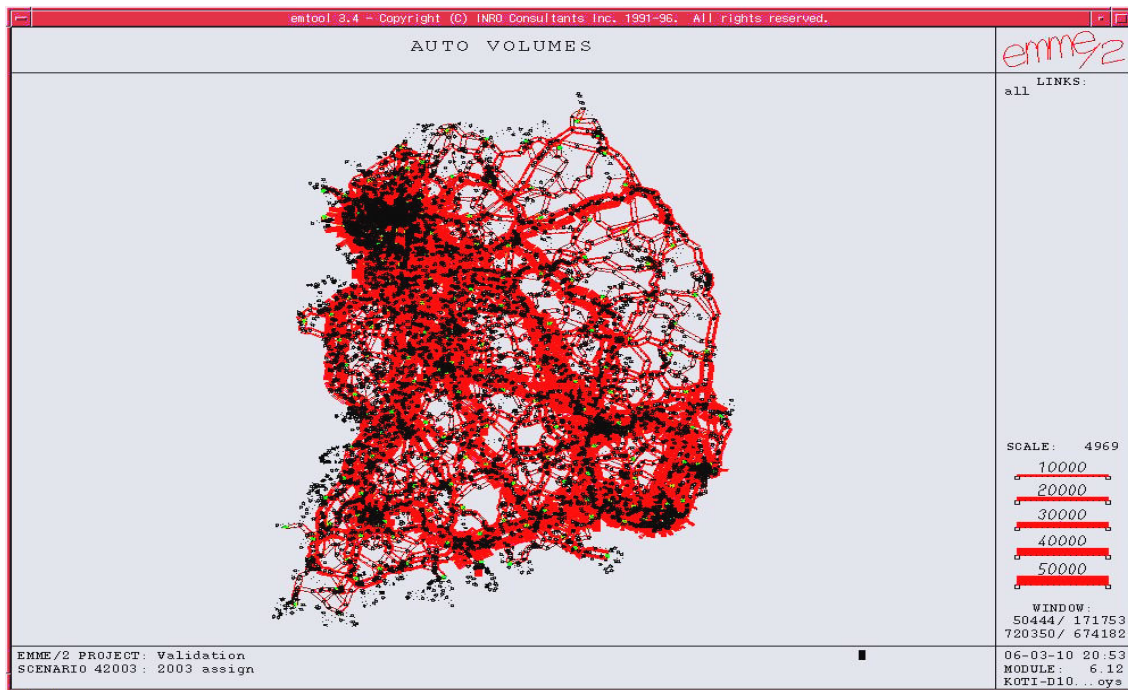 emtool 3.4 - Copyright (C) INRO Consultants Inc. 1991-96. All rights reserved.
AUTO VOLUMES
emme/2
LINKS:
all
SCALE: 4969
10000
20000
30000
40000
50000
WINDOW:
50444/ 171753
720350/ 674182
EMME/2 PROJECT: Validation
SCENARIO 42003: 2003 assign
06-03-10 20:53
MODULE: 6.12
KOTI-D10...oys